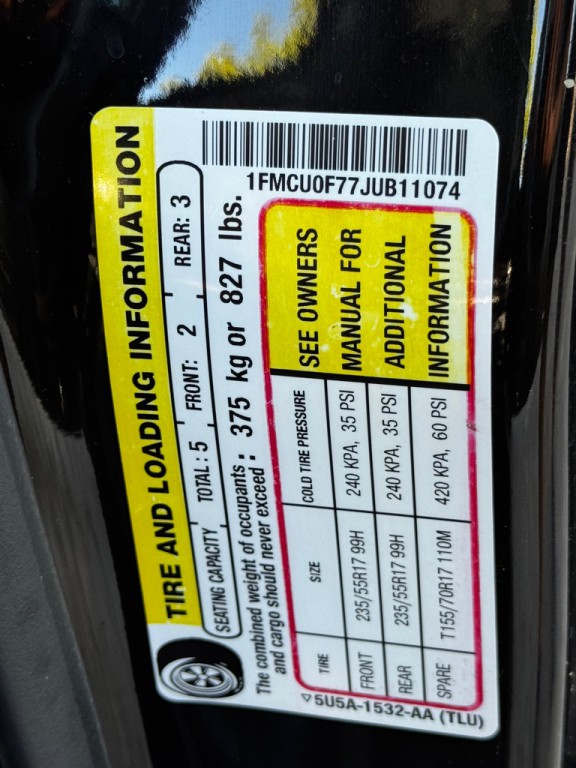 TIRE AND LOADING INFORMATION
SEATING CAPACITY TOTAL: 5 FRONT: 2 REAR: 3
The combined weight of occupants
and cargo should never exceed : 375 kg or 827 lbs.
TIRE SIZE COLD TIRE PRESSURE
FRONT 235/55R17 99H 240 KPA, 35 PSI
REAR 235/55R17 99H 240 KPA, 35 PSI
SPARE T155/70R17 110M 420 KPA, 60 PSI
SEE OWNERS
MANUAL FOR
ADDITIONAL
INFORMATION
5U5A-1532-AA (TLU)
1FMCU0F77JUB11074